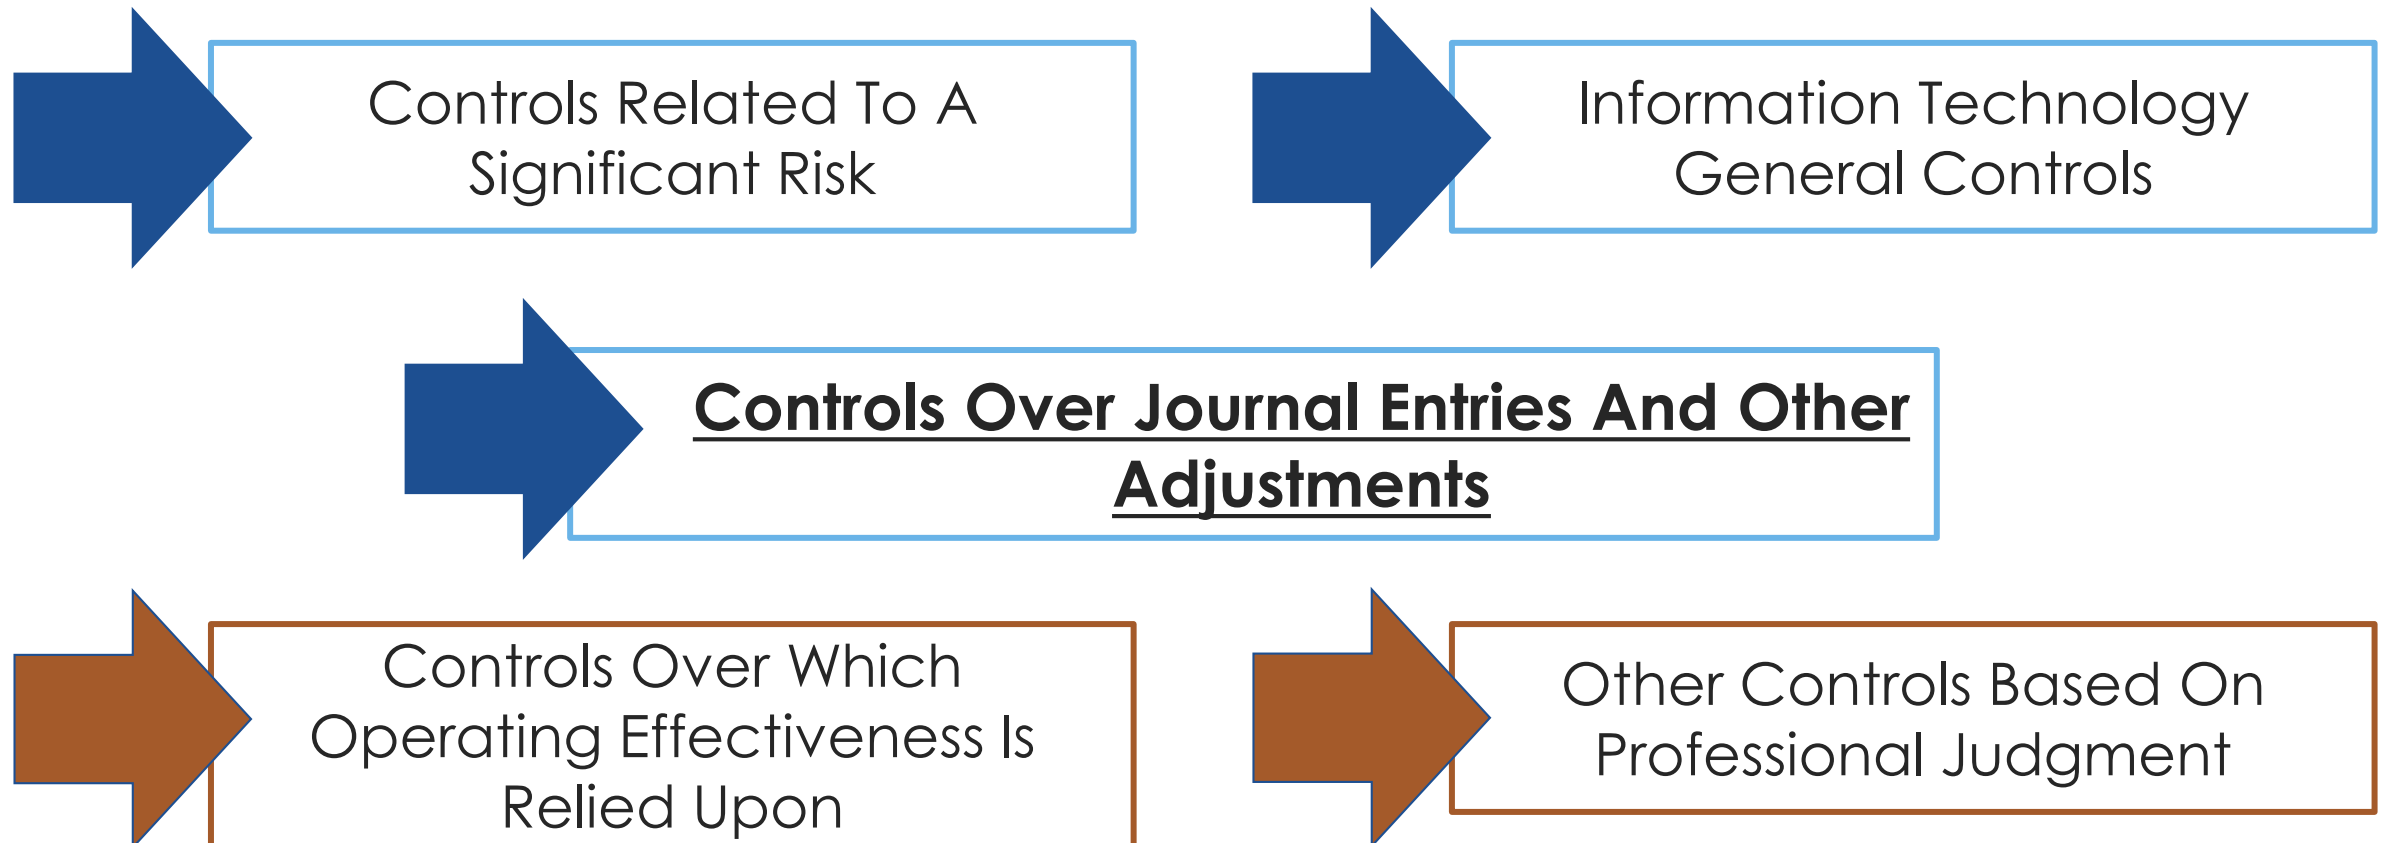 Controls Related To A
Significant Risk
Information Technology
General Controls
Controls Over Journal Entries And Other
Adjustments
Controls Over Which
Operating Effectiveness Is
Relied Upon
Other Controls Based On
Professional Judgment